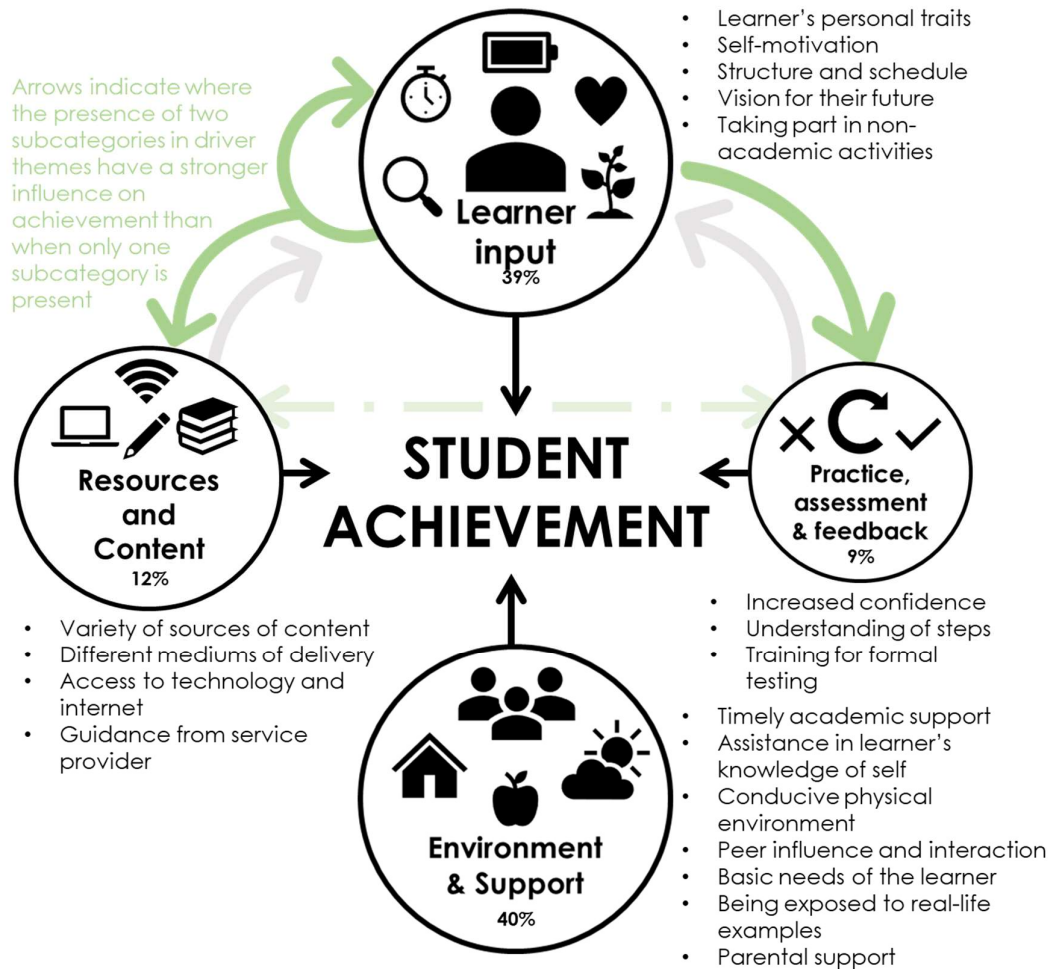 • Learner's personal traits
• Self-motivation
• Structure and schedule
• Vision for their future
• Taking part in non-
academic activities
Arrows indicate where
the presence of two
subcategories in driver
themes have a stronger
influence on
achievement than
when only one
subcategory is
present
Learner
input
39%
Resources
and
Content
12%
STUDENT
ACHIEVEMENT
Practice,
assessment
& feedback
9%
• Variety of sources of content
• Different mediums of delivery
• Access to technology and
internet
• Guidance from service
provider
• Increased confidence
• Understanding of steps
• Training for formal
testing
Environment
& Support
40%
• Timely academic support
• Assistance in learner's
knowledge of self
• Conducive physical
environment
• Peer influence and interaction
• Basic needs of the learner
• Being exposed to real-life
examples
• Parental support